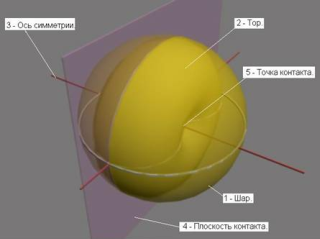 3 - Ось симметрии.
2 - Тор.
5 - Точка контакта.
1 - Шар.
4 - Плоскость контакта.